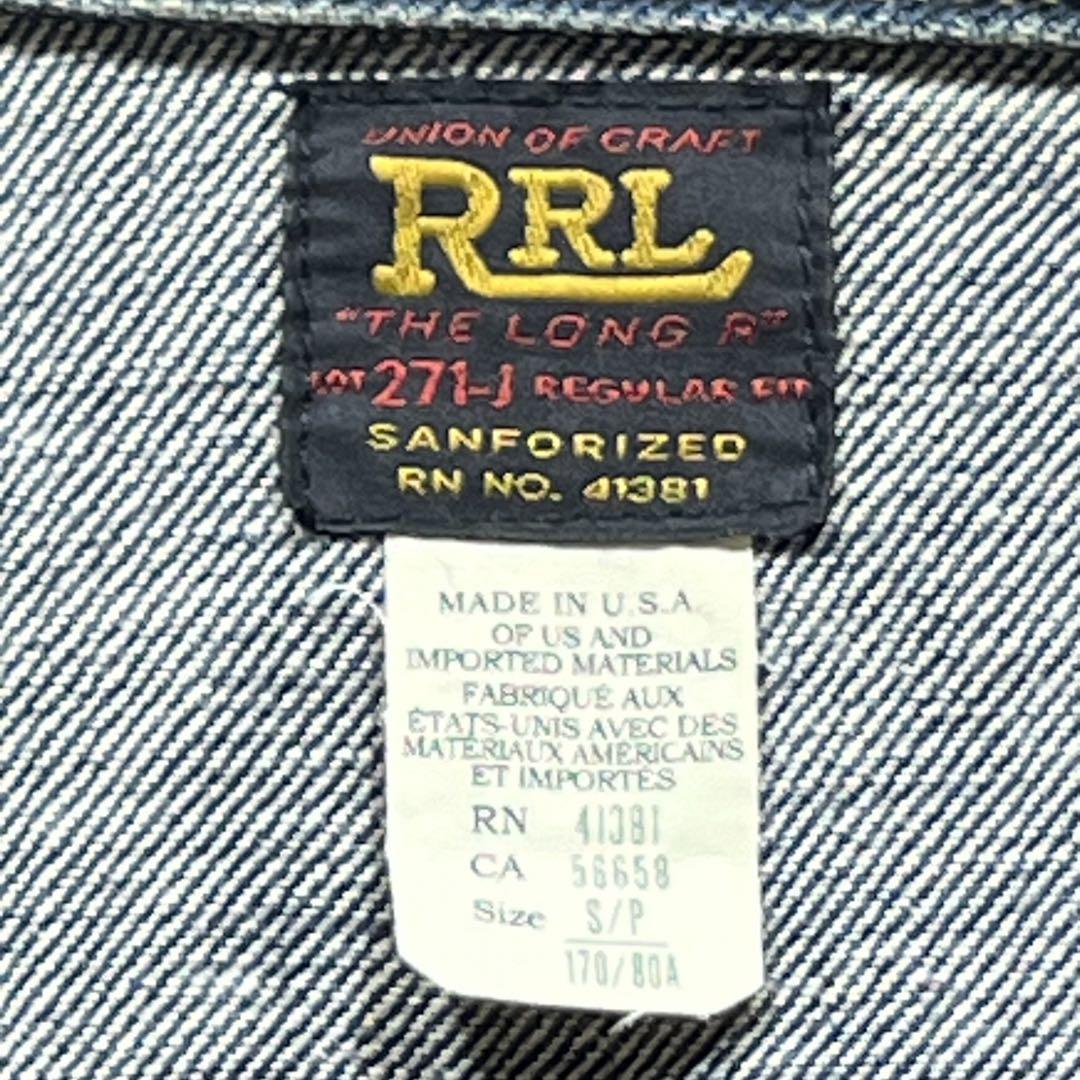 UNION OF CRAFT
RRL
"THE LONG R"
LOT 271-J REGULAR FIT
SANFORIZED
RN NO. 41381
MADE IN U.S.A.
OF US AND
IMPORTED MATERIALS
FABRIQUÉ AUX
ÉTATS-UNIS AVEC DES
MATÉRIAUX AMÉRICAINS
ET IMPORTÉS
RN 41381
CA 56658
Size S/P
170/80A